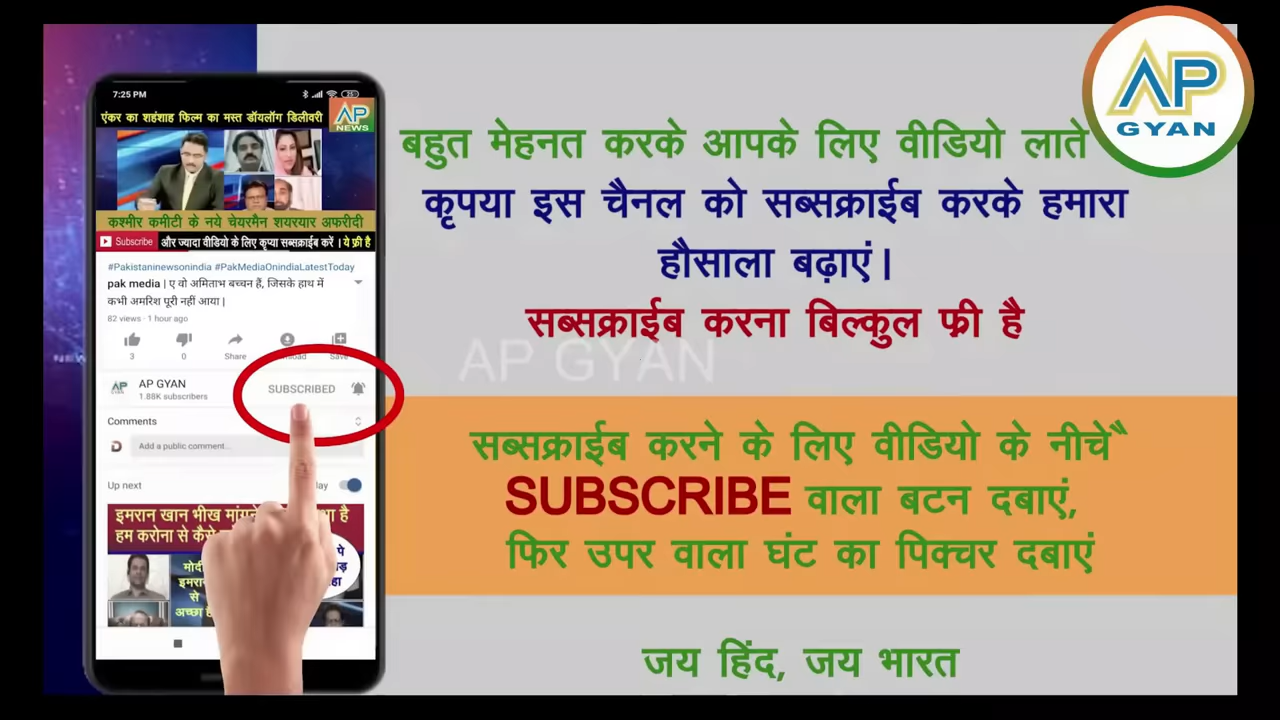 AP
GYAN
बहुत मेहनत करके आपके लिए वीडियो लाते
कृपया इस चैनल को सब्सक्राईब करके हमारा
हौसाला बढ़ाएं।
सब्सक्राईब करना बिल्कुल फ्री है
AP GYAN
सब्सक्राईब करने के लिए वीडियो के नीचे
SUBSCRIBE वाला बटन दबाएं,
फिर उपर वाला घंट का पिक्चर दबाएं
जय हिंद, जय भारत
7:25 PM
एंकर का शहंशाह फिल्म का मस्त डॉयलॉग डिलीवरी
AP
NEWS
कश्मीर कमीटी के नये चेयरमैन शयरयार अफरीदी
Subscribe और ज्यादा वीडियो के लिए कृप्या सब्सक्राईब करें । ये फ्री है
#Pakistaninewsonindia #PakMediaOnindiaLatestToday
pak media | ए वो अमिताभ बच्चन हैं, जिसके हाथ में
कभी अमरिश पूरी नहीं आया |
82 views · 1 hour ago
3 0 Share Save
AP GYAN
1.88K subscribers
SUBSCRIBED
Comments
Add a public comment...
Up next
इमरान खान भीख है
हम करोना से
पे
मोदी
से
अच्छा